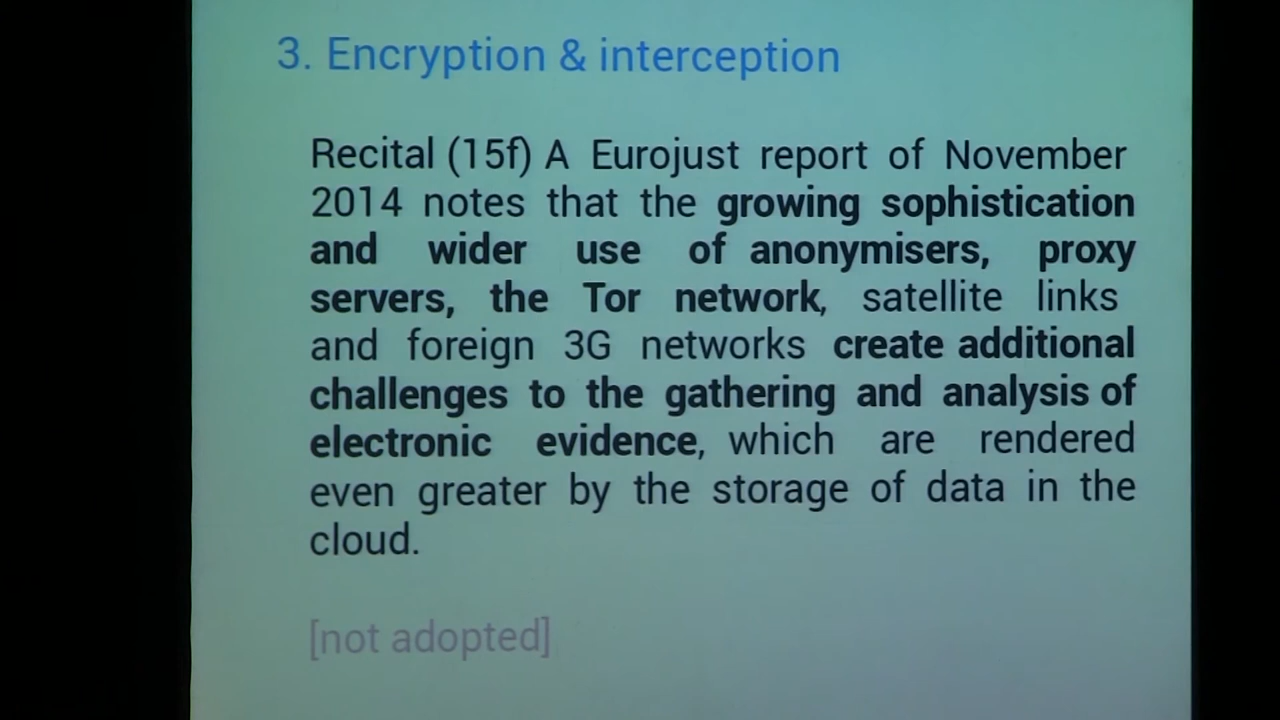 3. Encryption & interception
Recital (15f) A Eurojust report of November
2014 notes that the growing sophistication
and wider use of anonymisers, proxy
servers, the Tor network, satellite links
and foreign 3G networks create additional
challenges to the gathering and analysis of
electronic evidence, which are rendered
even greater by the storage of data in the
cloud.
[not adopted]